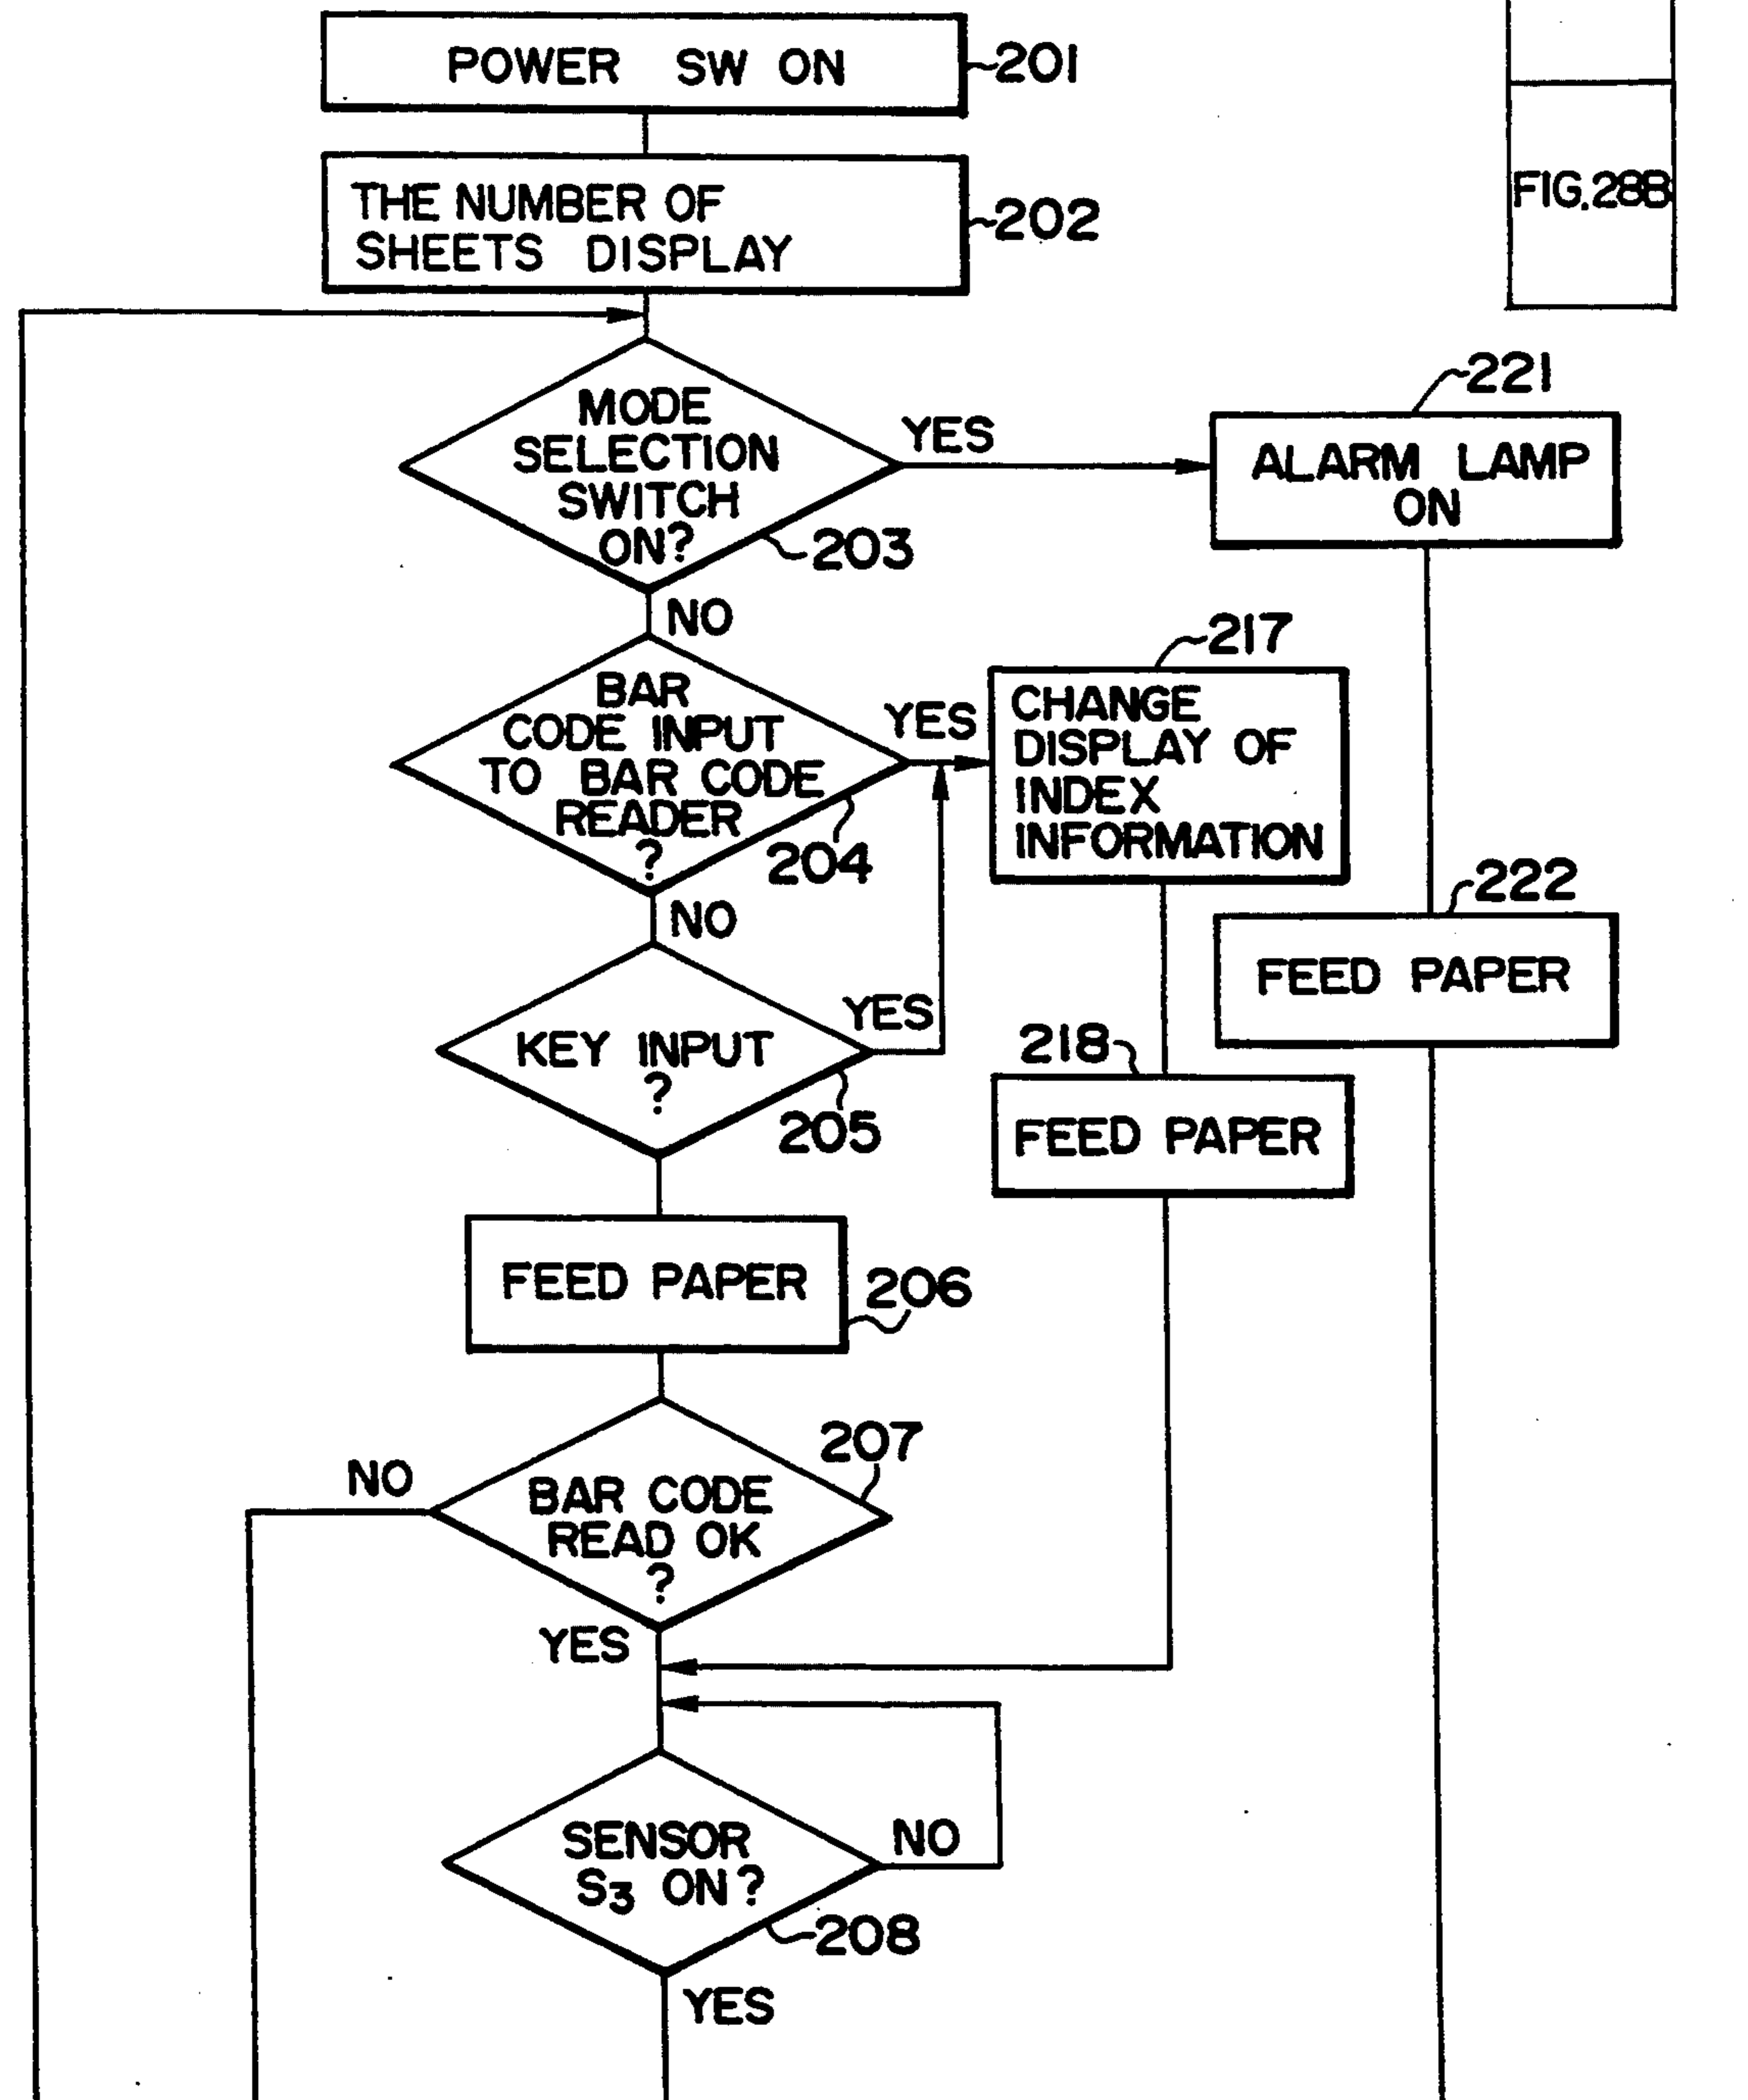 POWER SW ON
201
THE NUMBER OF
SHEETS DISPLAY
202
FIG.28B
MODE
SELECTION
SWITCH
ON?
203
YES
221
ALARM LAMP
ON
NO
BAR
CODE INPUT
TO BAR CODE
READER
?
204
YES
217
CHANGE
DISPLAY OF
INDEX
INFORMATION
222
FEED PAPER
NO
KEY INPUT
?
205
YES
218
FEED PAPER
FEED PAPER
206
207
NO
BAR CODE
READ OK
?
YES
SENSOR
S3 ON?
208
NO
YES